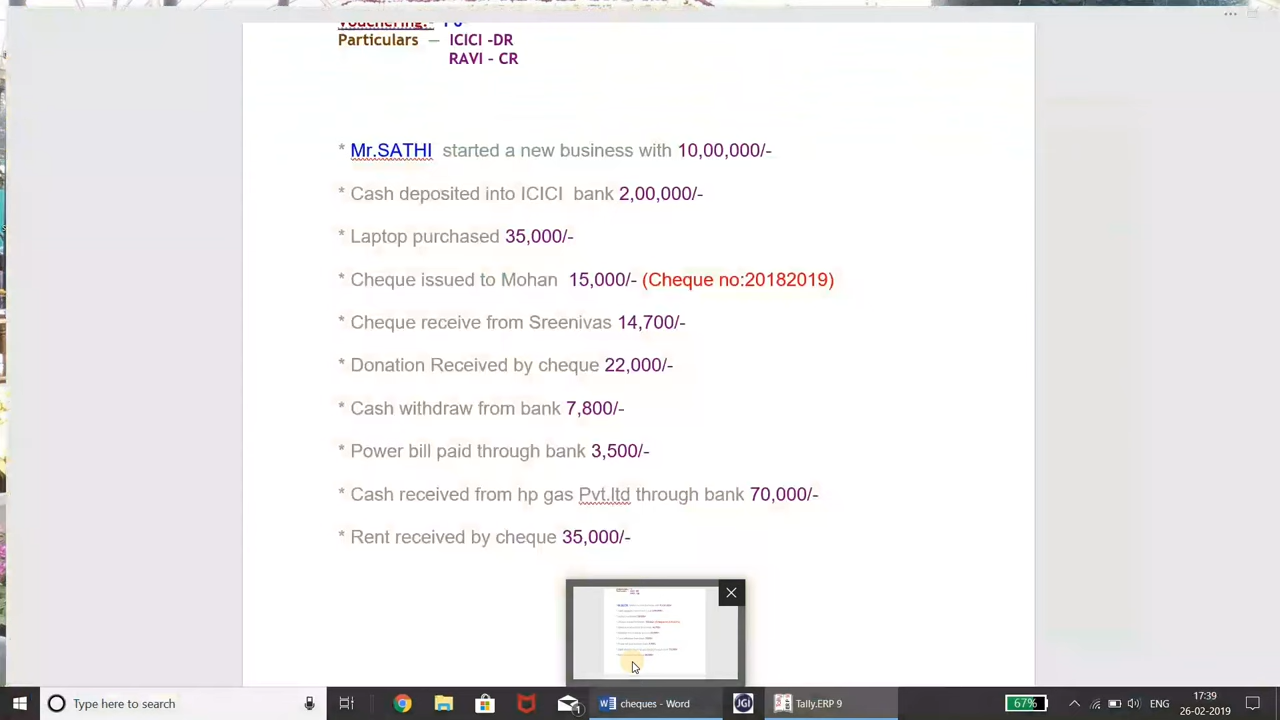 Vouchering:-
Particulars – ICICI -DR
RAVI - CR
* Mr.SATHI started a new business with 10,00,000/-
* Cash deposited into ICICI bank 2,00,000/-
* Laptop purchased 35,000/-
* Cheque issued to Mohan 15,000/- (Cheque no:20182019)
* Cheque receive from Sreenivas 14,700/-
* Donation Received by cheque 22,000/-
* Cash withdraw from bank 7,800/-
* Power bill paid through bank 3,500/-
* Cash received from hp gas Pvt.ltd through bank 70,000/-
* Rent received by cheque 35,000/-
Type here to search
cheques - Word
JGI
Tally.ERP 9
67%
ENG
17:39
26-02-2019